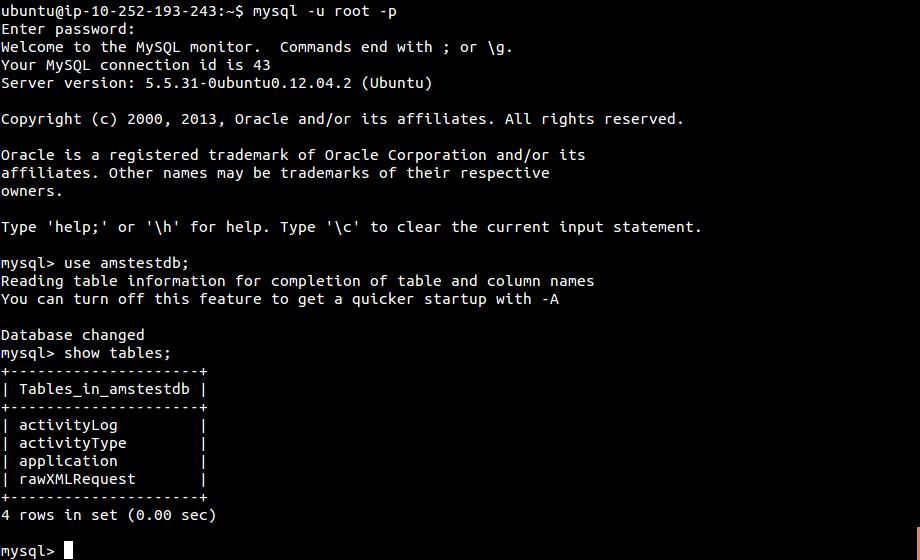 ubuntu@ip-10-252-193-243:~$ mysql -u root -p
Enter password:
Welcome to the MySQL monitor.  Commands end with ; or \g.
Your MySQL connection id is 43
Server version: 5.5.31-0ubuntu0.12.04.2 (Ubuntu)

Copyright (c) 2000, 2013, Oracle and/or its affiliates. All rights reserved.

Oracle is a registered trademark of Oracle Corporation and/or its
affiliates. Other names may be trademarks of their respective
owners.

Type 'help;' or '\h' for help. Type '\c' to clear the current input statement.

mysql> use amstestdb;
Reading table information for completion of table and column names
You can turn off this feature to get a quicker startup with -A

Database changed
mysql> show tables;
+---------------------+
| Tables_in_amstestdb |
+---------------------+
| activityLog         |
| activityType        |
| application         |
| rawXMLRequest       |
+---------------------+
4 rows in set (0.00 sec)

mysql>